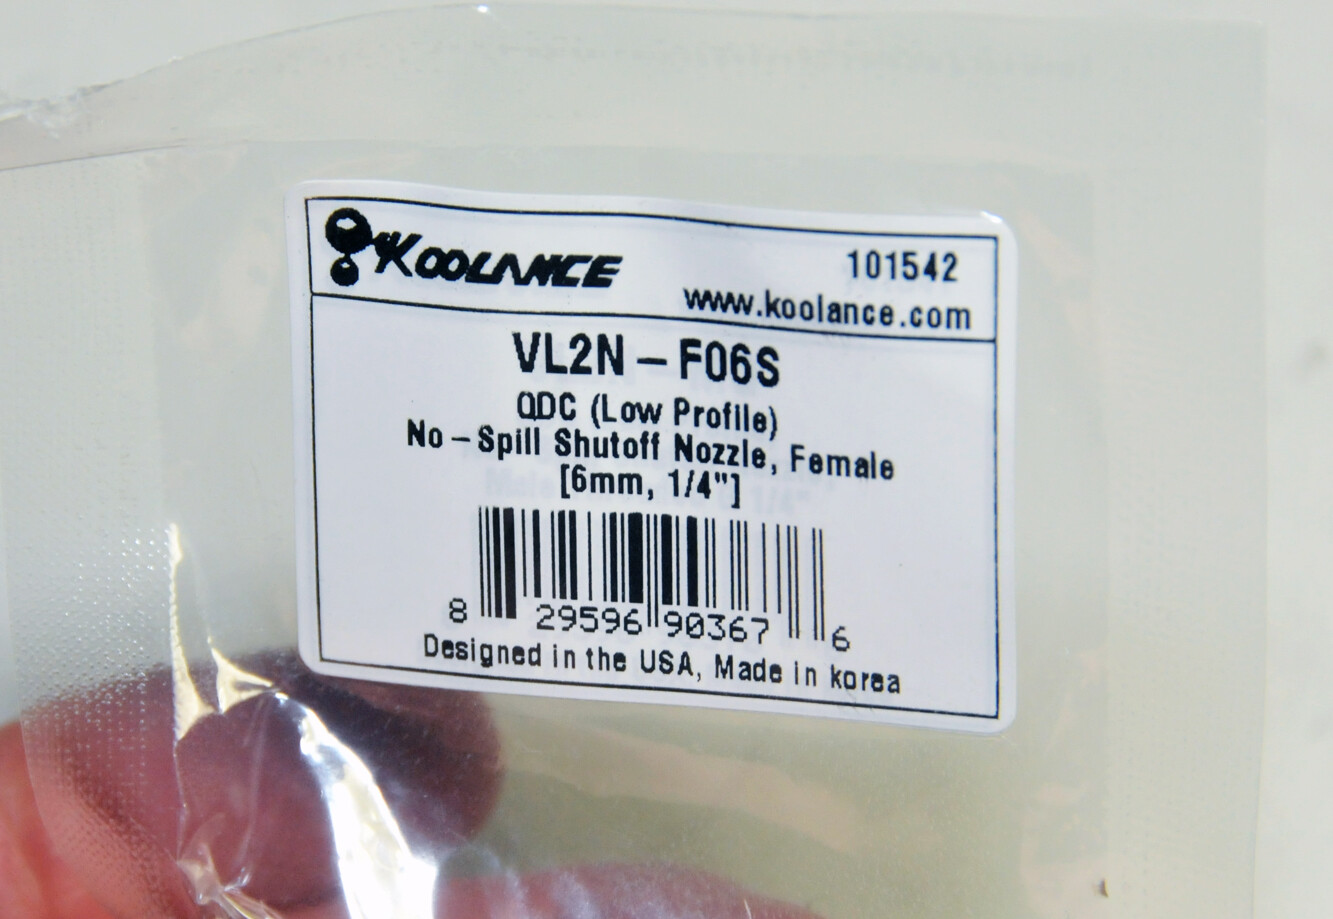 KOOLANCE 101542
www.koolance.com
VL2N-F06S
QDC (Low Profile)
No-Spill Shutoff Nozzle, Female
[6mm, 1/4"]
8 29596 90367 6
Designed in the USA, Made in korea